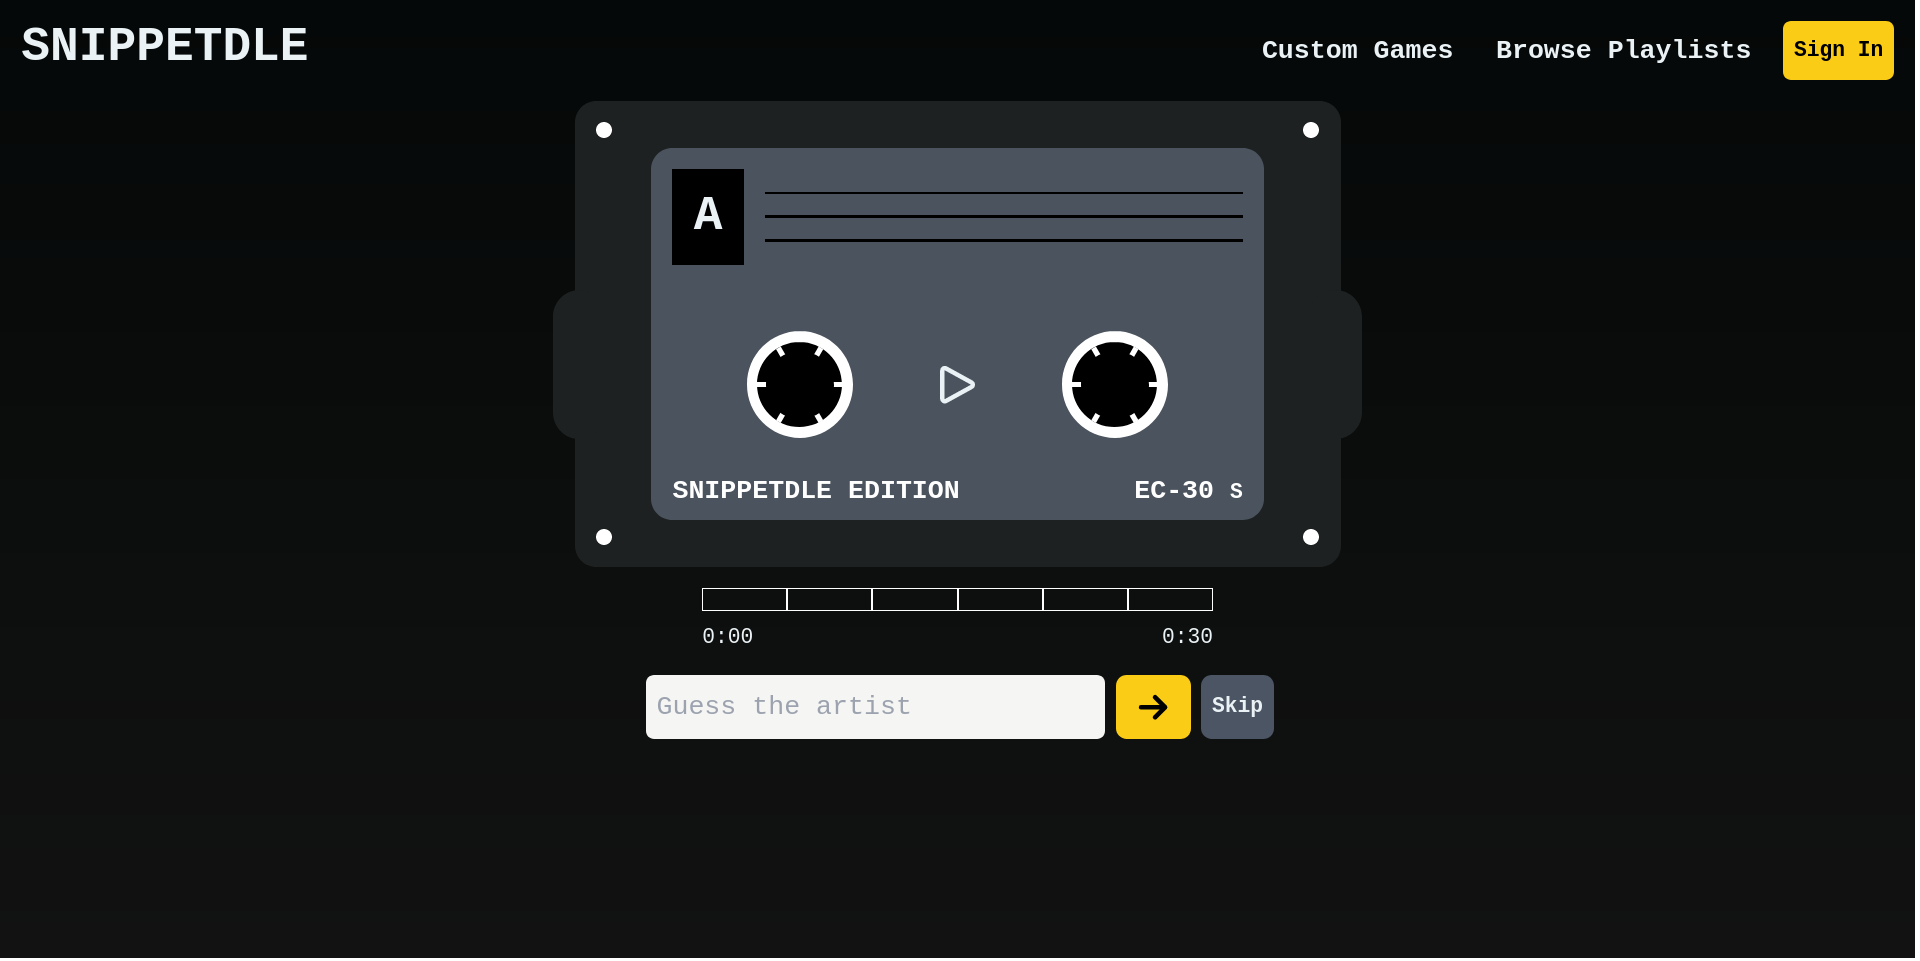 SNIPPETDLE
Custom Games
Browse Playlists
Sign In
A
SNIPPETDLE EDITION
EC-30 S
0:00
0:30
Guess the artist
Skip